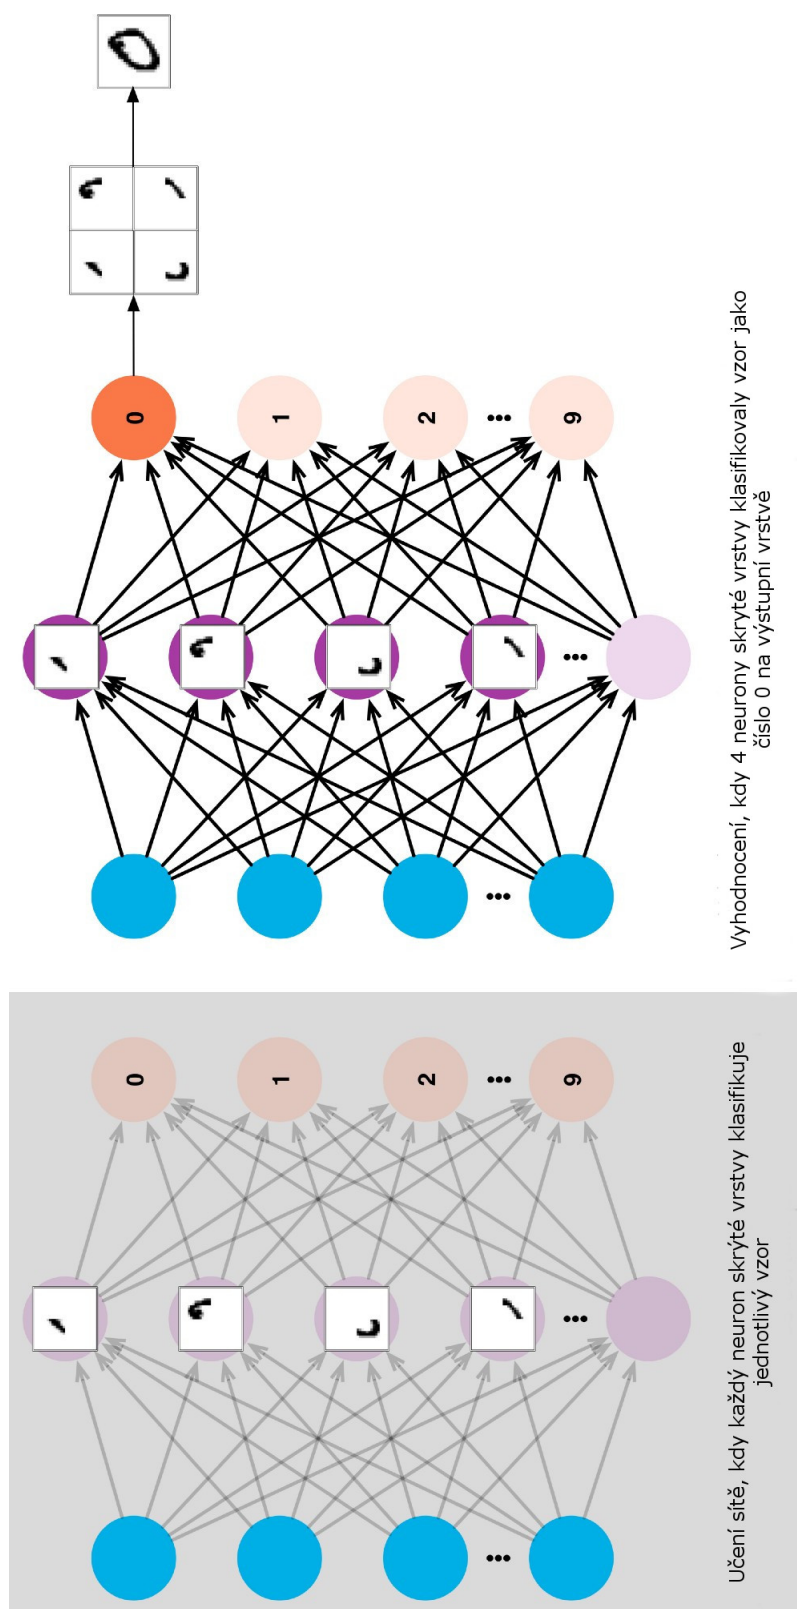 0
1
2
9
Učení sítě, kdy každý neuron skrýté vrstvy klasifikuje
jednotlivý vzor
0
1
2
9
Vyhodnocení, kdy 4 neurony skryté vrstvy klasifikovaly vzor jako
číslo 0 na výstupní vrstvě